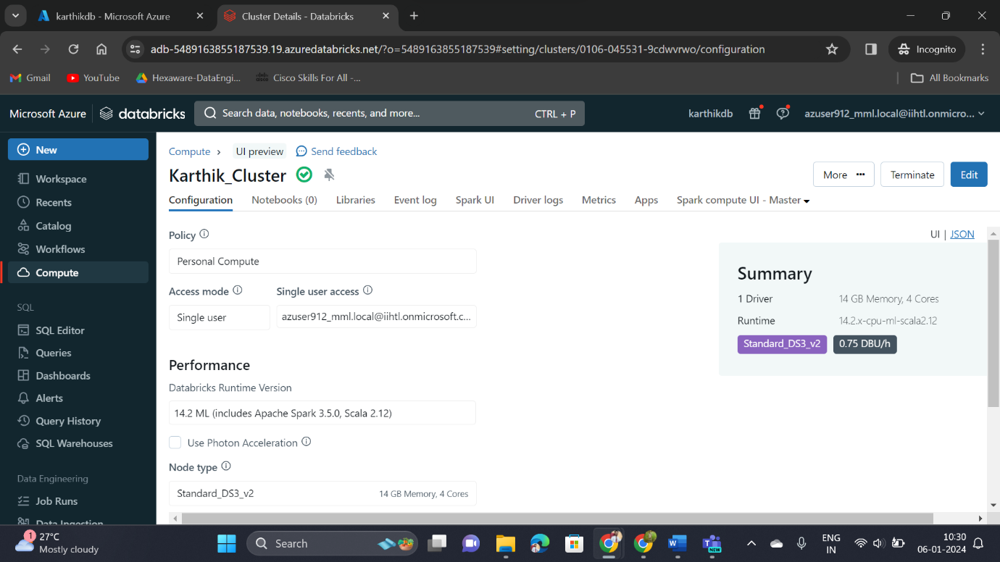 karthikdb - Microsoft Azure
Cluster Details - Databricks
adb-5489163855187539.19.azuredatabricks.net/?o=5489163855187539#setting/clusters/0106-045531-9cdwvrwo/configuration
Incognito
Gmail
YouTube
Hexaware-DataEngi...
Cisco Skills For All -...
All Bookmarks
Microsoft Azure
databricks
Search data, notebooks, recents, and more...
CTRL + P
karthikdb
azuser912_mml.local@iihtl.onmicro...
New
Workspace
Recents
Catalog
Workflows
Compute
SQL
SQL Editor
Queries
Dashboards
Alerts
Query History
SQL Warehouses
Data Engineering
Job Runs
Data Ingestion
Compute ›
UI preview
Send feedback
Karthik_Cluster
More ···
Terminate
Edit
Configuration
Notebooks (0)
Libraries
Event log
Spark UI
Driver logs
Metrics
Apps
Spark compute UI - Master
UI | JSON
Policy
Personal Compute
Access mode
Single user access
Single user
azuser912_mml.local@iihtl.onmicrosoft.c...
Performance
Databricks Runtime Version
14.2 ML (includes Apache Spark 3.5.0, Scala 2.12)
Use Photon Acceleration
Node type
Standard_DS3_v2
14 GB Memory, 4 Cores
Summary
1 Driver
14 GB Memory, 4 Cores
Runtime
14.2.x-cpu-ml-scala2.12
Standard_DS3_v2
0.75 DBU/h
1
27°C
Mostly cloudy
Search
NEW
ENG
IN
10:30
06-01-2024